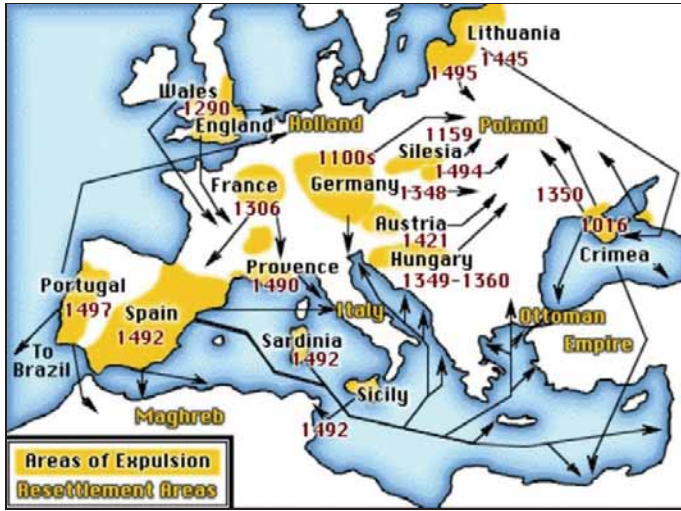 Lithuania
1445
1495
Wales
1290
England
Holland
1159
Poland
1100s
Silesia
1494
France
Germany
1348
1350
1306
Austria
1421
1016
Crimea
Hungary
1349-1360
Provence
1490
Portugal
1497
Spain
1492
Italy
Ottoman
Empire
Sardinia
1492
To
Brazil
Sicily
1492
Maghreb
Areas of Expulsion
Resettlement Areas